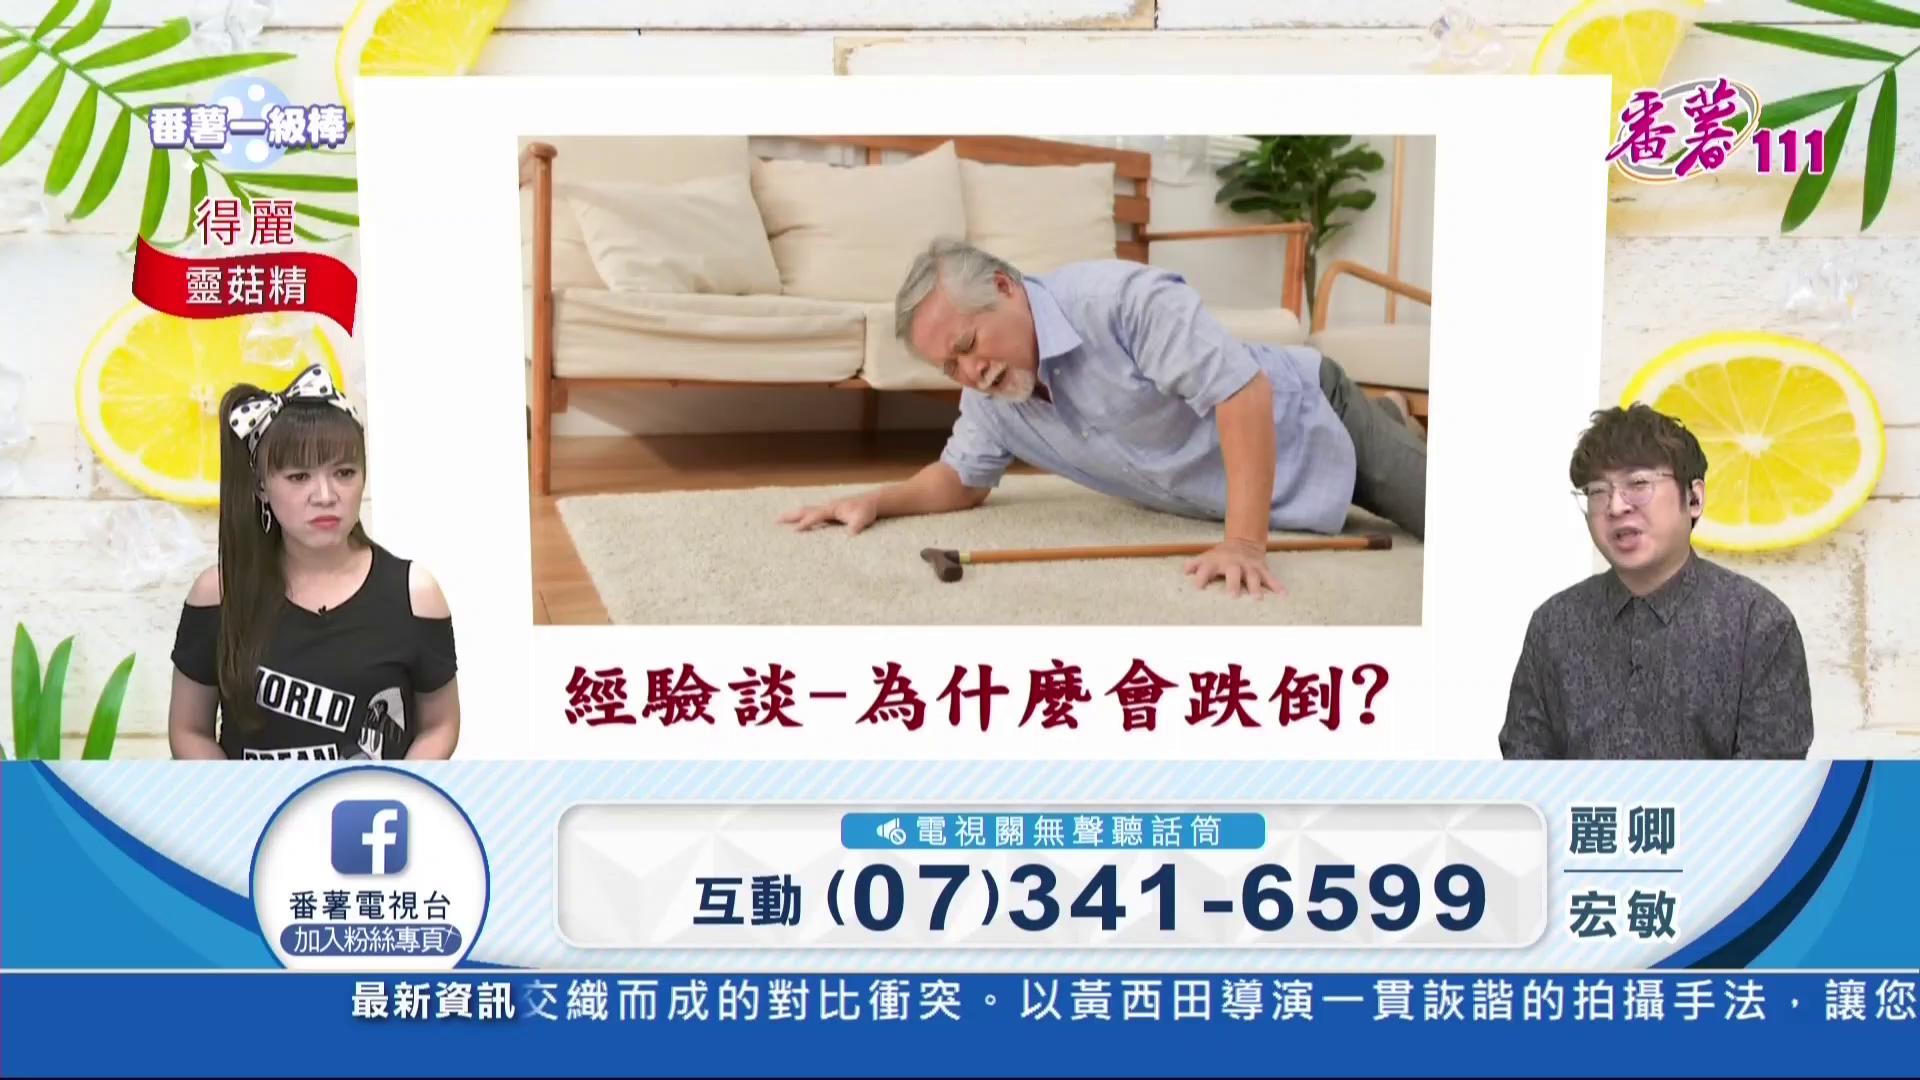 番薯一級棒
番薯111
得麗
靈菇精
WORLD
經驗談-為什麼會跌倒?
番薯電視台
加入粉絲專頁
電視關無聲聽話筒
互動 (07)341-6599
麗卿
宏敏
最新資訊 交織而成的對比衝突。以黃西田導演一貫詼諧的拍攝手法，讓您